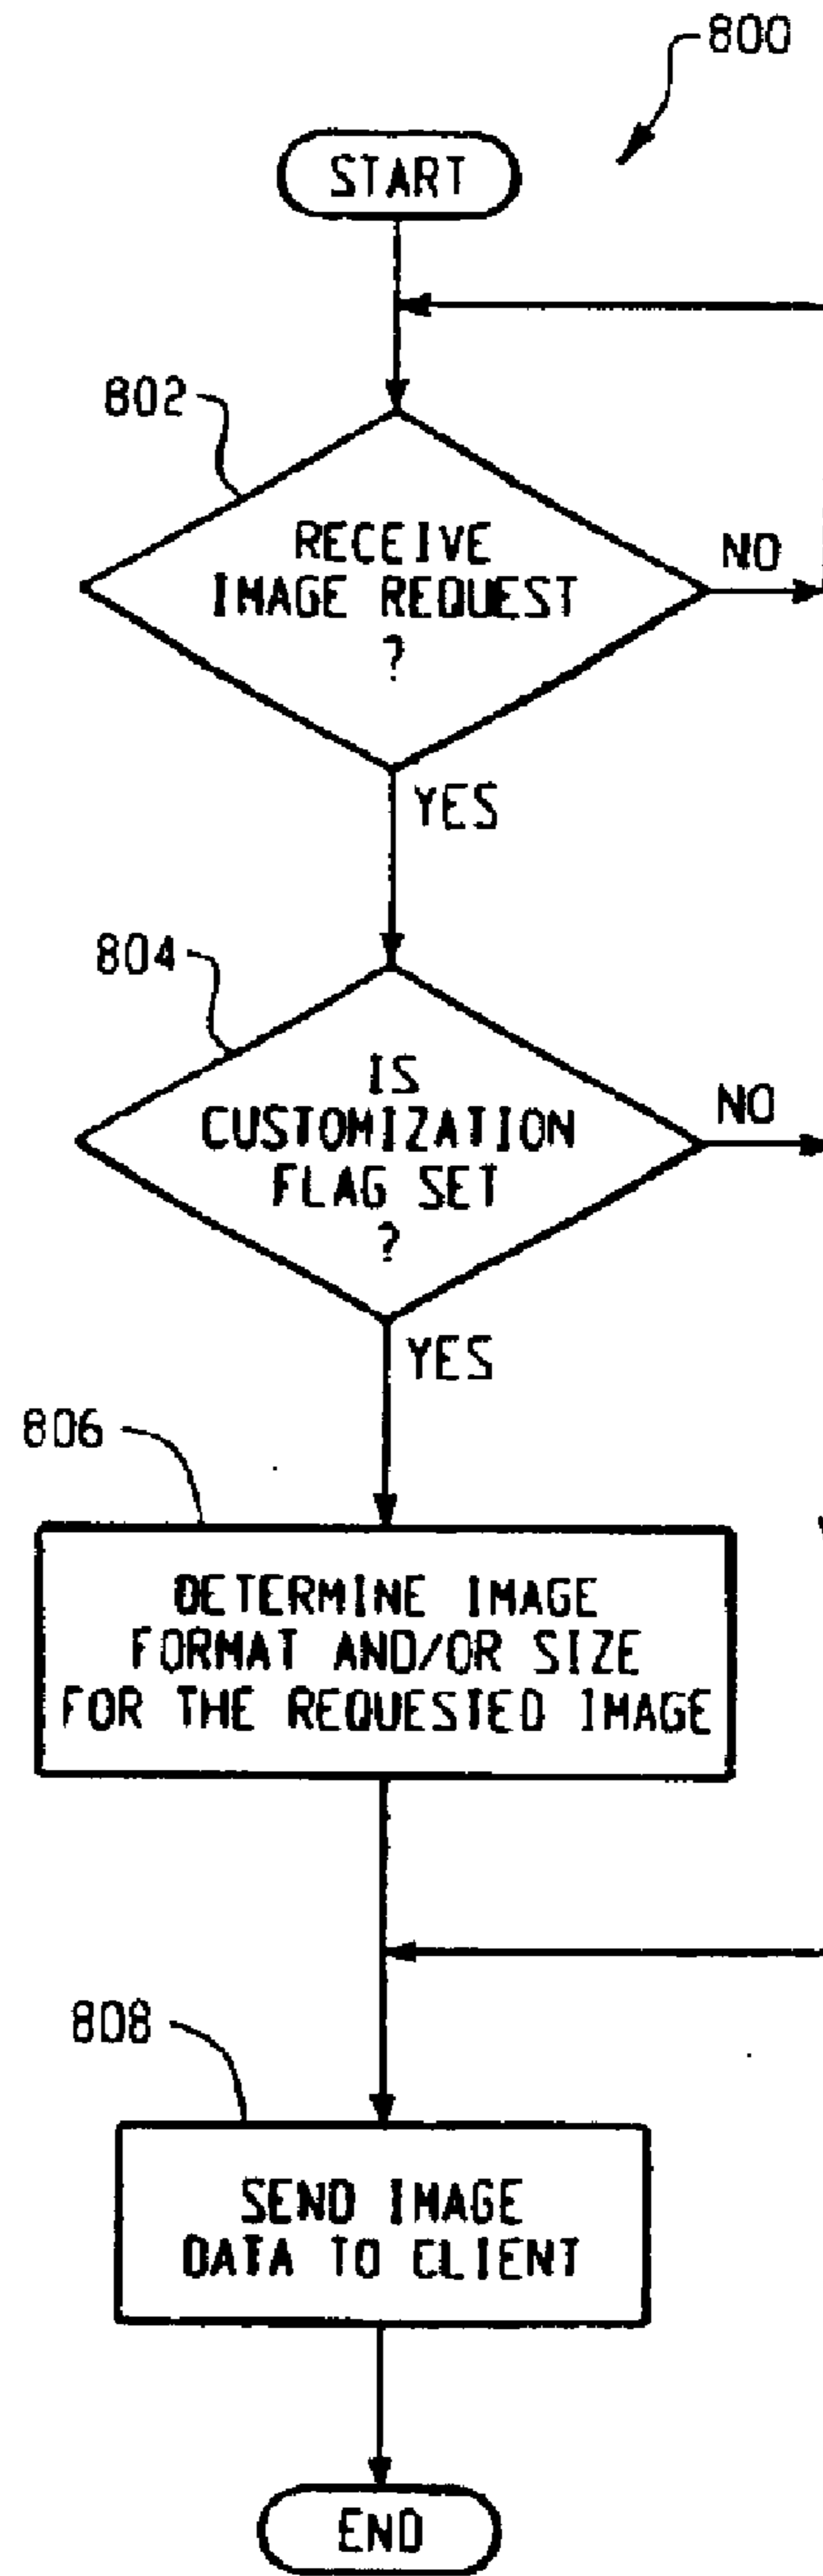 800
START
802
RECEIVE
IMAGE REQUEST
?
NO
YES
804
IS
CUSTOMIZATION
FLAG SET
?
NO
YES
806
DETERMINE IMAGE
FORMAT AND/OR SIZE
FOR THE REQUESTED IMAGE
808
SEND IMAGE
DATA TO CLIENT
END